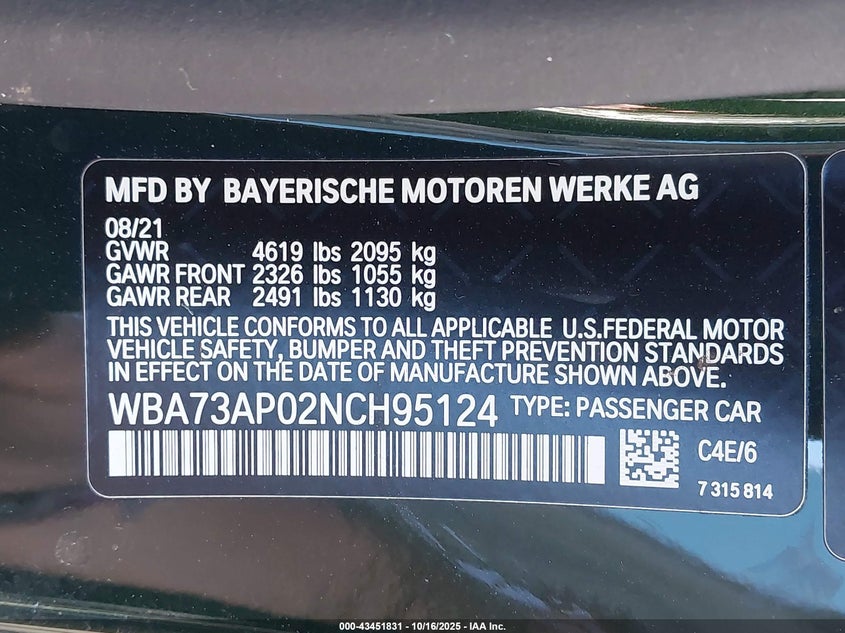 MFD BY BAYERISCHE MOTOREN WERKE AG
08/21
GVWR 4619 lbs 2095 kg
GAWR FRONT 2326 lbs 1055 kg
GAWR REAR 2491 lbs 1130 kg
THIS VEHICLE CONFORMS TO ALL APPLICABLE U.S.FEDERAL MOTOR
VEHICLE SAFETY, BUMPER AND THEFT PREVENTION STANDARDS
IN EFFECT ON THE DATE OF MANUFACTURE SHOWN ABOVE.
WBA73AP02NCH95124 TYPE: PASSENGER CAR
C4E/6
7 315 814
000-43451831 - 10/16/2025 - IAA Inc.